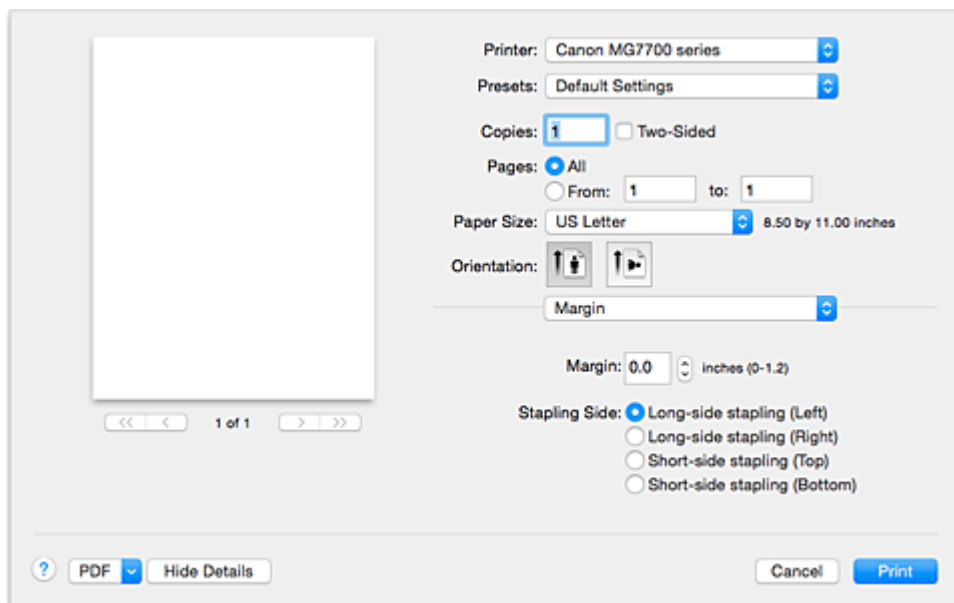 Printer: Canon MG7700 series
Presets: Default Settings
Copies: 1 Two-Sided
Pages: All
From: 1 to: 1
Paper Size: US Letter 8.50 by 11.00 inches
Orientation:
Margin
Margin: 0.0 inches (0-1.2)
<< < 1 of 1 > >>
Stapling Side: Long-side stapling (Left)
Long-side stapling (Right)
Short-side stapling (Top)
Short-side stapling (Bottom)
? PDF Hide Details Cancel Print